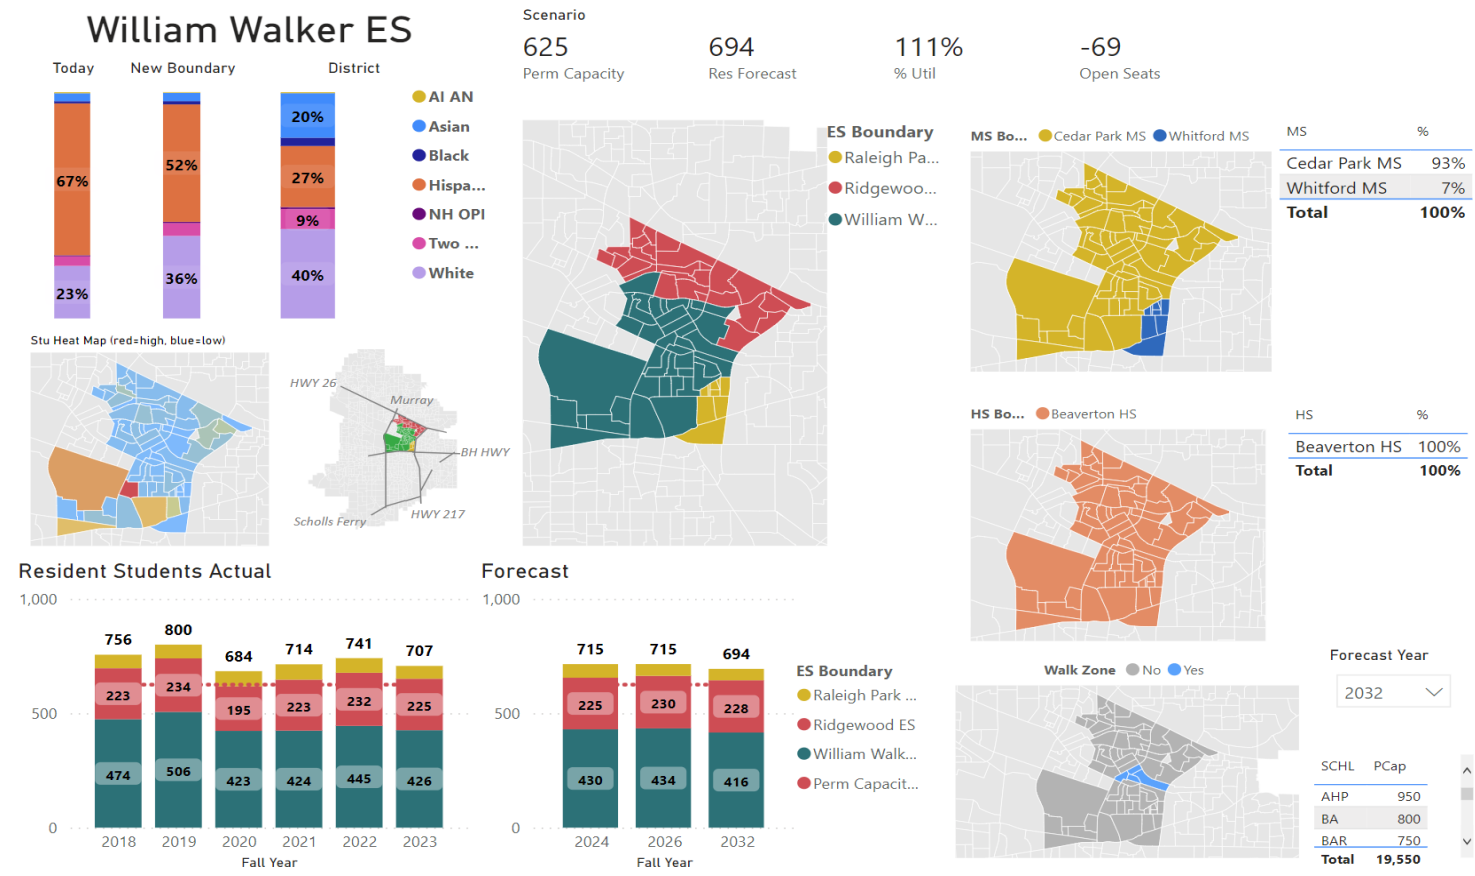 William Walker ES
Today
New Boundary
District
67%
23%
52%
36%
20%
27%
9%
40%
AI AN
Asian
Black
Hispa...
NH OPI
Two ...
White
Scenario
625
Perm Capacity
694
Res Forecast
111%
% Util
-69
Open Seats
ES Boundary
Raleigh Pa...
Ridgewoo...
William W...
MS Bo...
Cedar Park MS
Whitford MS
MS %
Cedar Park MS 93%
Whitford MS 7%
Total 100%
Stu Heat Map (red=high, blue=low)
HWY 26
Murray
BH HWY
HWY 217
Scholls Ferry
HS Bo...
Beaverton HS
HS %
Beaverton HS 100%
Total 100%
Resident Students Actual
1,000
500
0
756
800
684
714
741
707
223
234
195
223
232
225
474
506
423
424
445
426
2018
2019
2020
2021
2022
2023
Fall Year
Forecast
1,000
500
0
715
715
694
225
230
228
430
434
416
2024
2026
2032
Fall Year
ES Boundary
Raleigh Park ...
Ridgewood ES
William Walk...
Perm Capacit...
Walk Zone
No
Yes
Forecast Year
2032
SCHL PCap
AHP 950
BA 800
BAR 750
Total 19,550